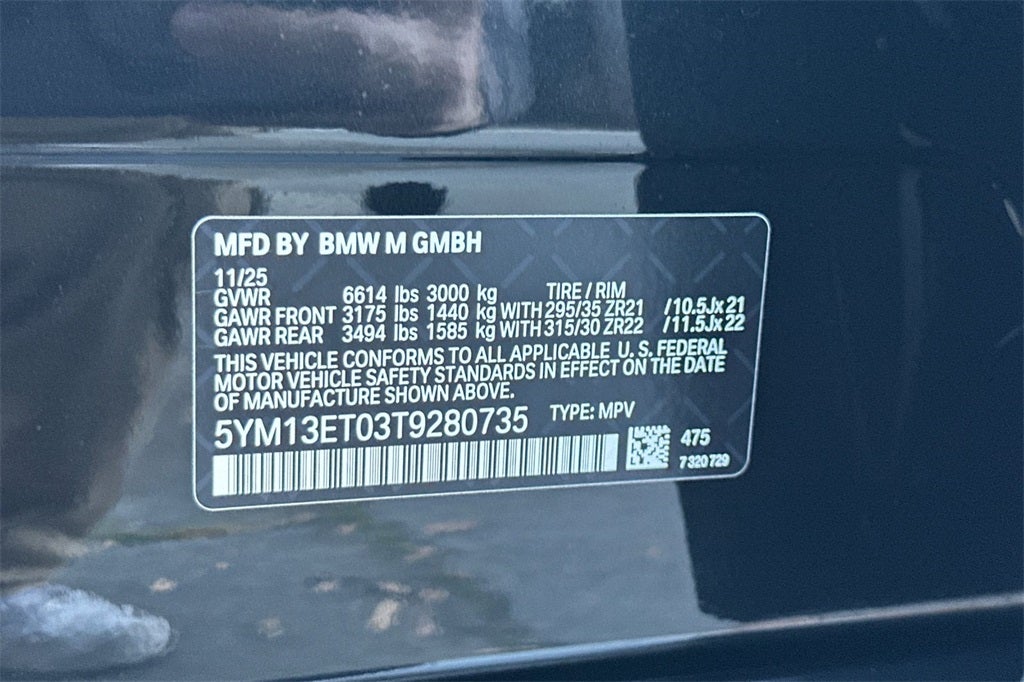 MFD BY BMW M GMBH
11/25
GVWR 6614 lbs 3000 kg TIRE / RIM
GAWR FRONT 3175 lbs 1440 kg WITH 295/35 ZR21 /10.5Jx21
GAWR REAR 3494 lbs 1585 kg WITH 315/30 ZR22 /11.5Jx22
THIS VEHICLE CONFORMS TO ALL APPLICABLE U.S. FEDERAL
MOTOR VEHICLE SAFETY STANDARDS IN EFFECT ON THE DATE
OF MANUFACTURE SHOWN ABOVE.
5YM13ET03T9280735 TYPE: MPV
475
7320729